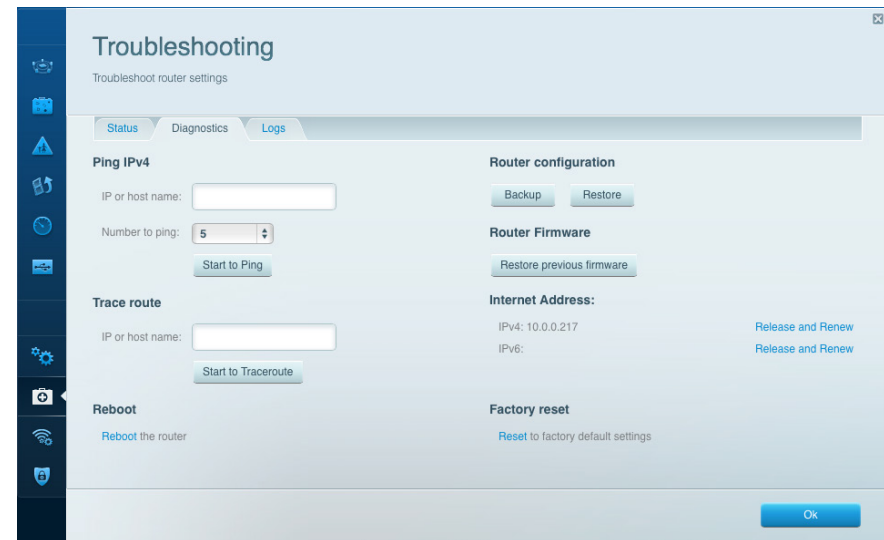 Troubleshooting
Troubleshoot router settings
Status
Diagnostics
Logs
Ping IPv4
IP or host name:
Number to ping:
5
Start to Ping
Trace route
IP or host name:
Start to Traceroute
Reboot
Reboot the router
Router configuration
Backup
Restore
Router Firmware
Restore previous firmware
Internet Address:
IPv4: 10.0.0.217
Release and Renew
IPv6:
Release and Renew
Factory reset
Reset to factory default settings
Ok